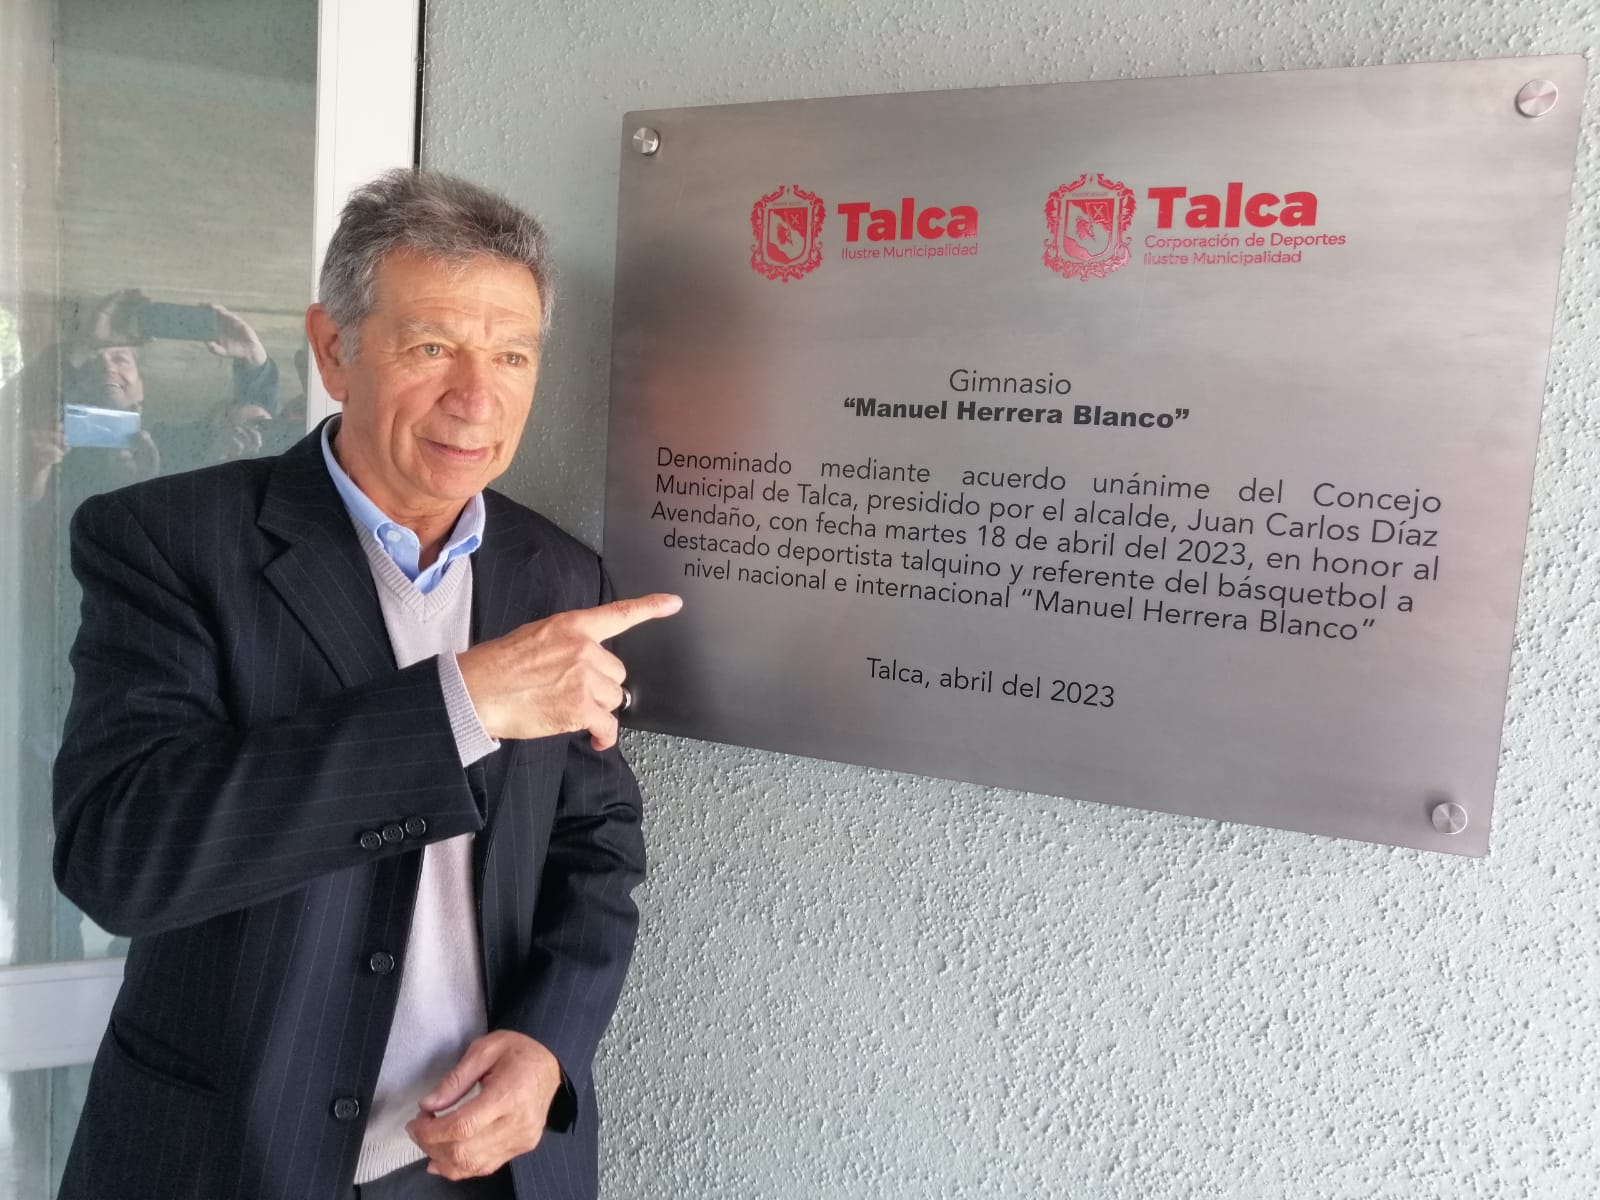 Talca
Ilustre Municipalidad
Talca
Corporación de Deportes
Ilustre Municipalidad
Gimnasio
“Manuel Herrera Blanco”
Denominado mediante acuerdo unánime del Concejo
Municipal de Talca, presidido por el alcalde, Juan Carlos Díaz
Avendaño, con fecha martes 18 de abril del 2023, en honor al
destacado deportista talquino y referente del básquetbol a
nivel nacional e internacional “Manuel Herrera Blanco”
Talca, abril del 2023